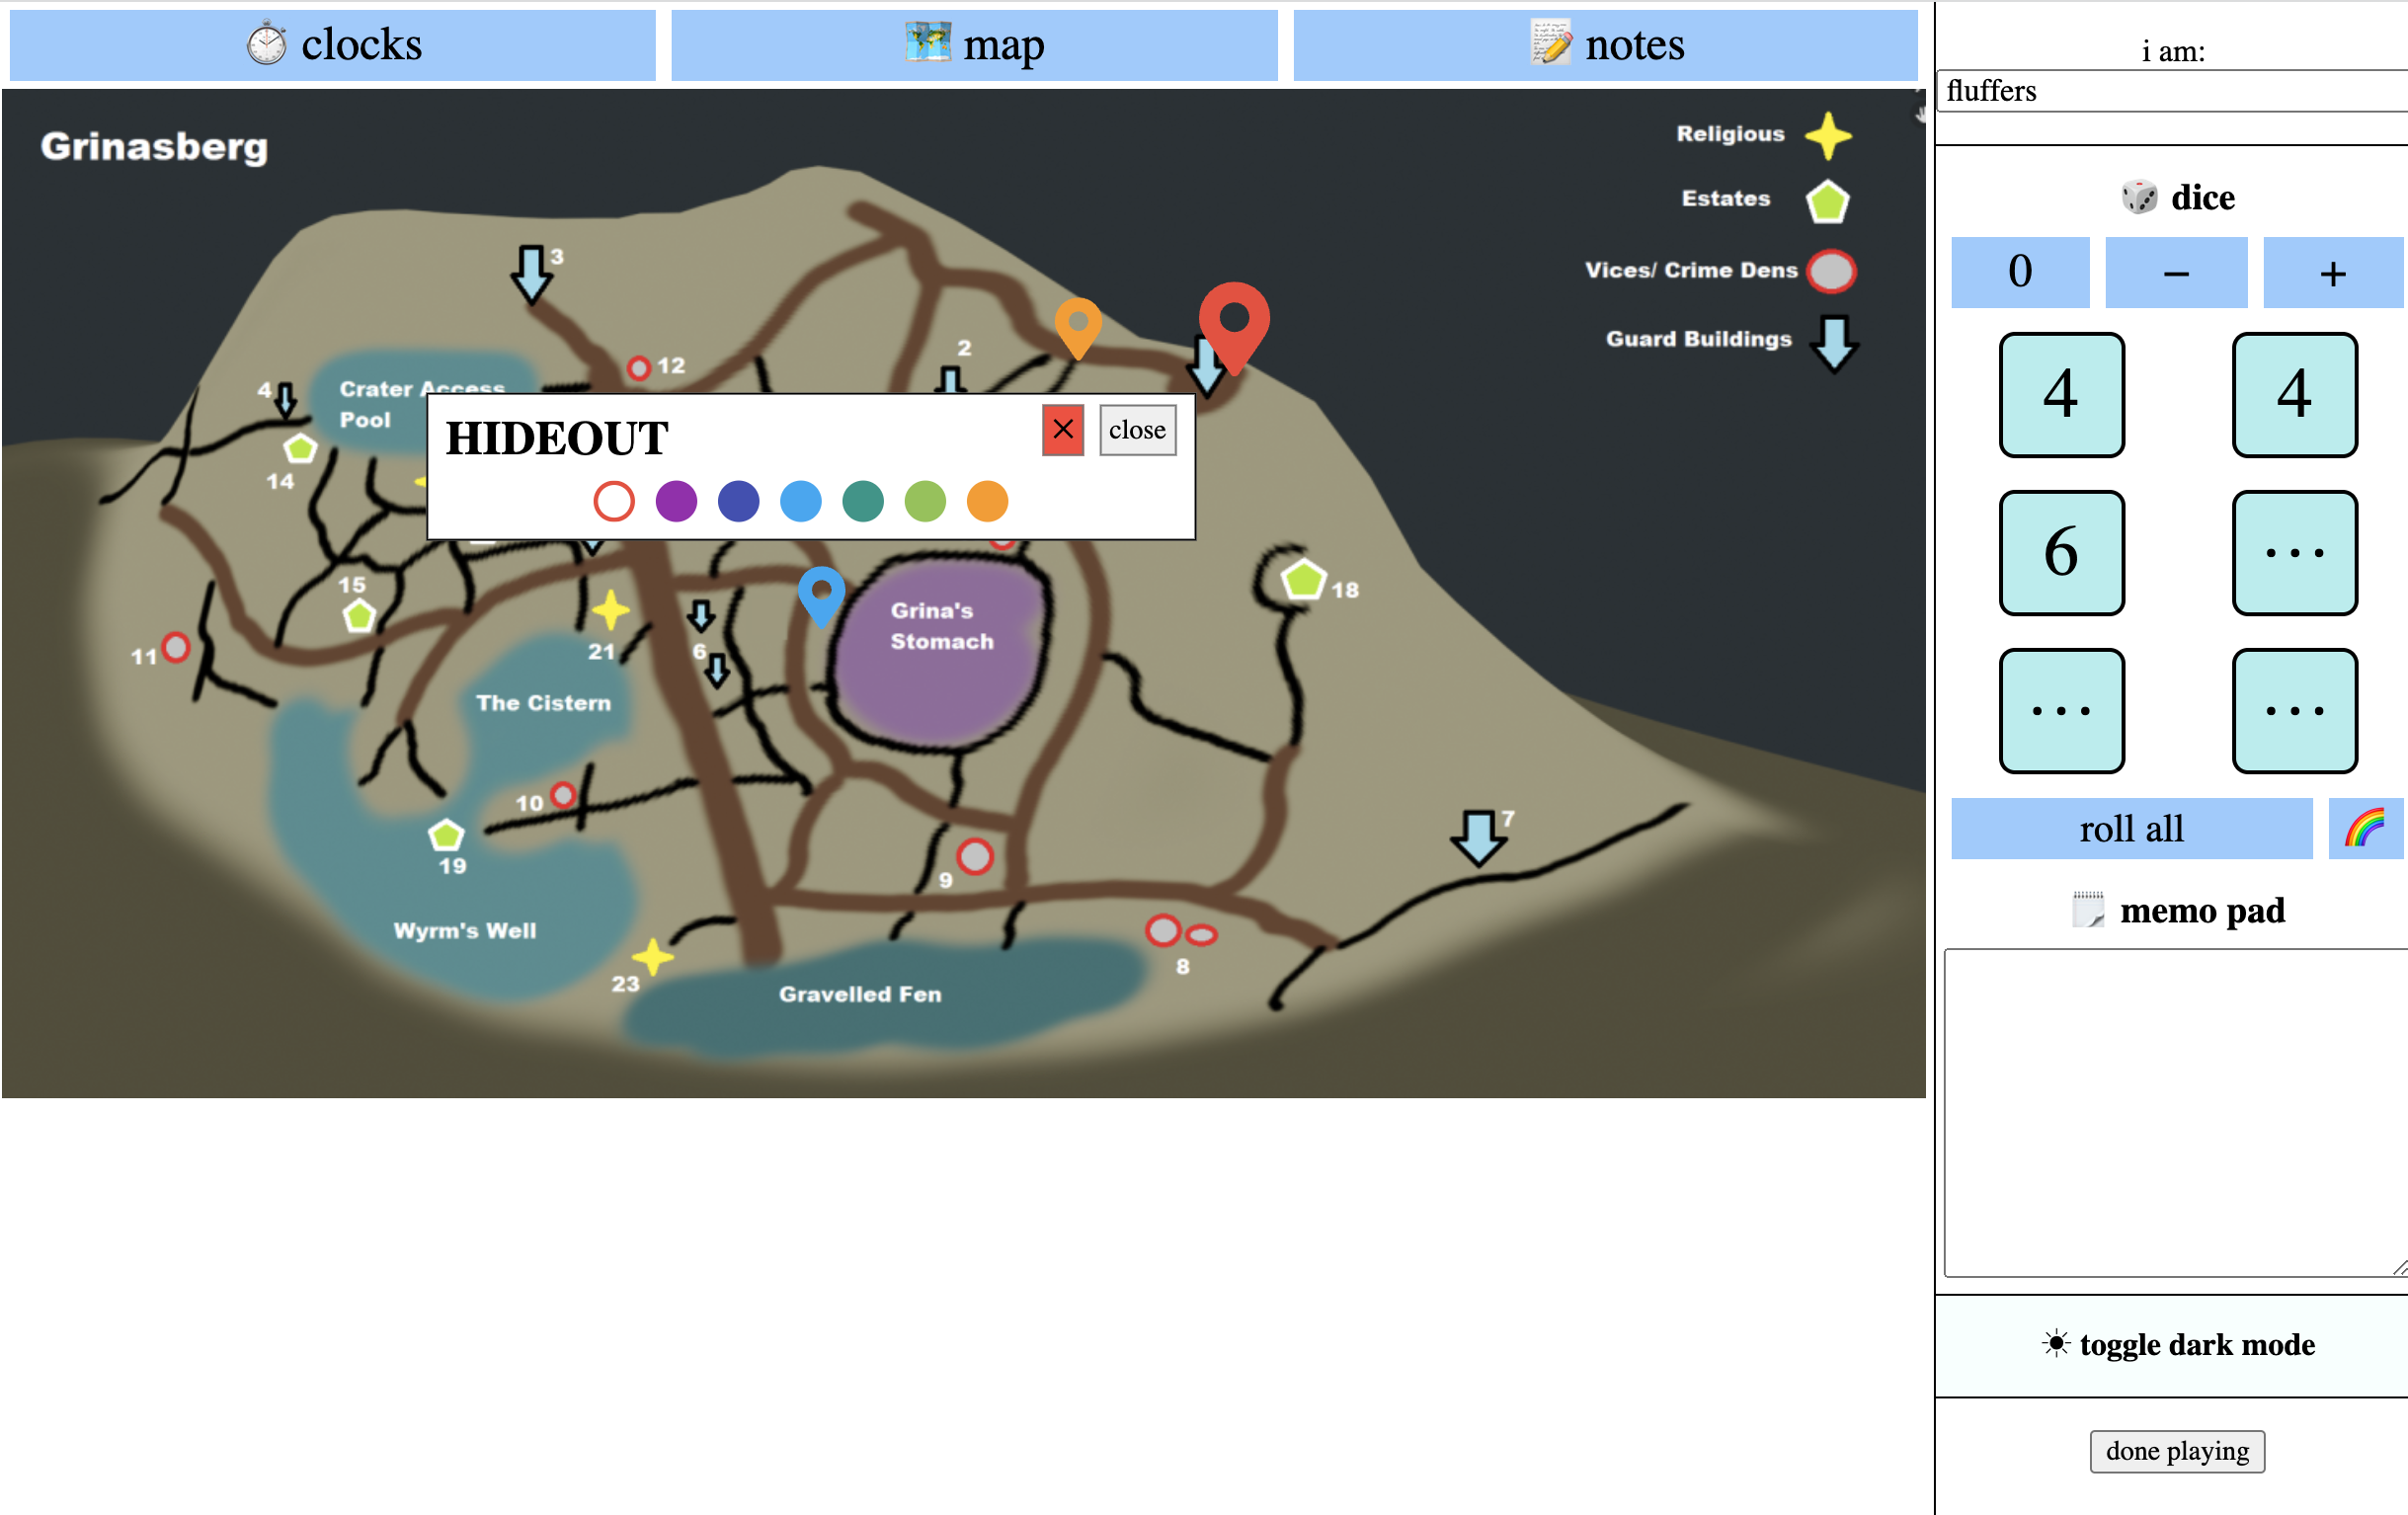 clocks
map
notes
i am:
fluffers
dice
0
−
+
4
4
6
...
...
...
roll all
memo pad
toggle dark mode
done playing
Grinasberg
Religious
Estates
Vices/ Crime Dens
Guard Buildings
3
2
12
4
Crater Access
Pool
14
HIDEOUT
×
close
15
18
Grina's
Stomach
11
21
6
The Cistern
10
7
19
9
Wyrm's Well
8
23
Gravelled Fen